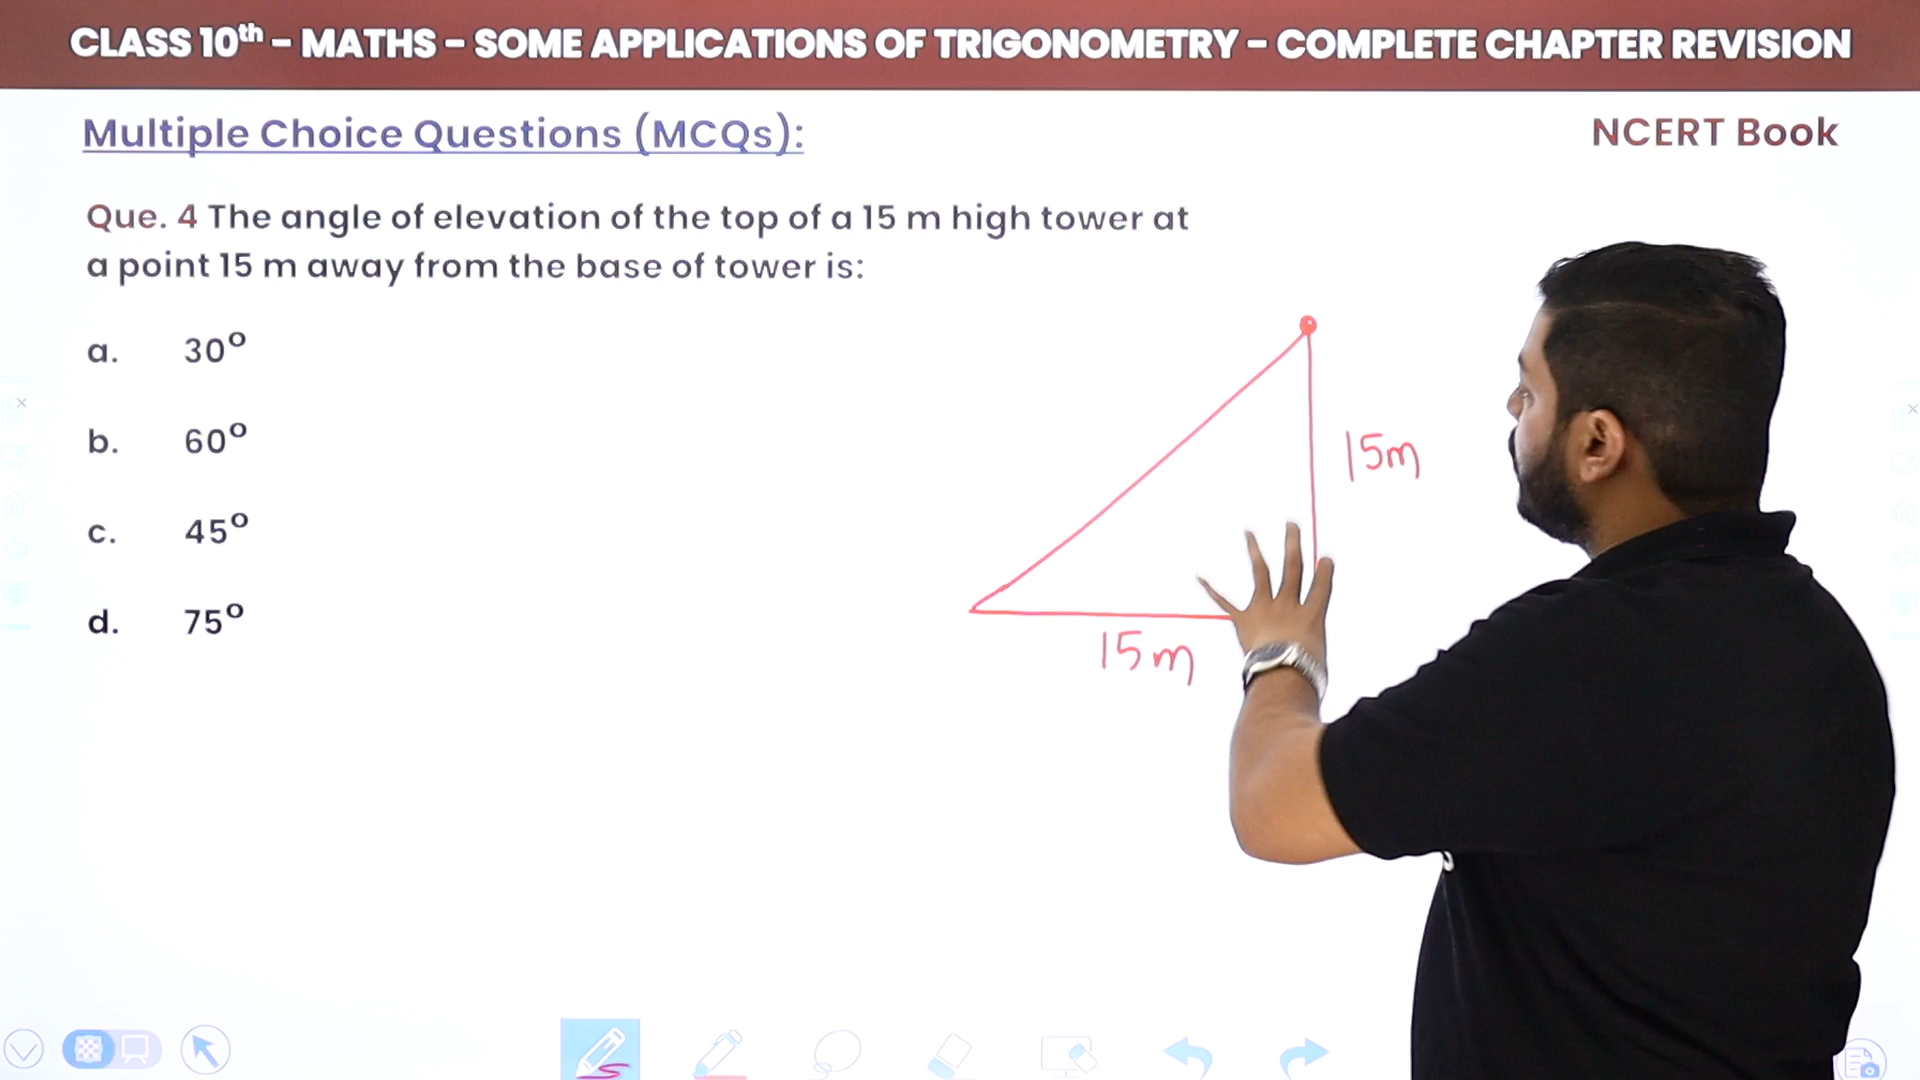 CLASS 10th - MATHS - SOME APPLICATIONS OF TRIGONOMETRY - COMPLETE CHAPTER REVISION
Multiple Choice Questions (MCQs):
NCERT Book
Que. 4 The angle of elevation of the top of a 15 m high tower at
a point 15 m away from the base of tower is:
a. 30°
b. 60°
c. 45°
d. 75°
15m
15m